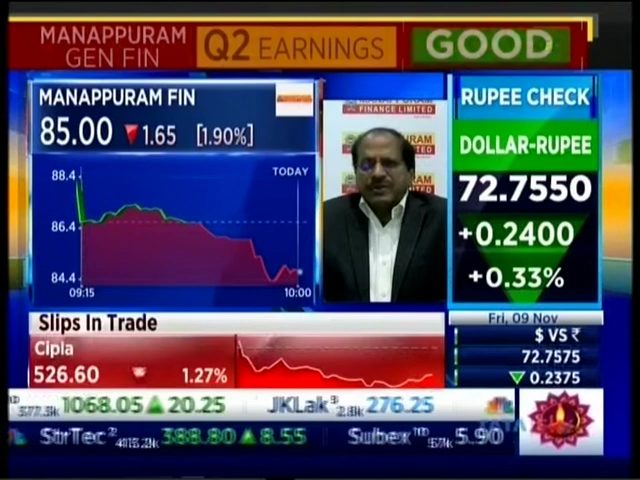 MANAPPURAM
GEN FIN
Q2 EARNINGS
GOOD
MANAPPURAM FIN
85.00 ▼1.65 [1.90%]
TODAY
88.4
86.4
84.4
09:15
10:00
FINANCE LIMITED
RUPEE CHECK
DOLLAR-RUPEE
72.7550
+0.2400
+0.33%
Slips In Trade
Cipla
526.60 1.27%
Fri, 09 Nov
$ VS ₹
72.7575
▼ 0.2375
1068.05 ▲ 20.25 JKLak 276.25
StrTec 388.80 ▲ 8.55 Subex 5.90